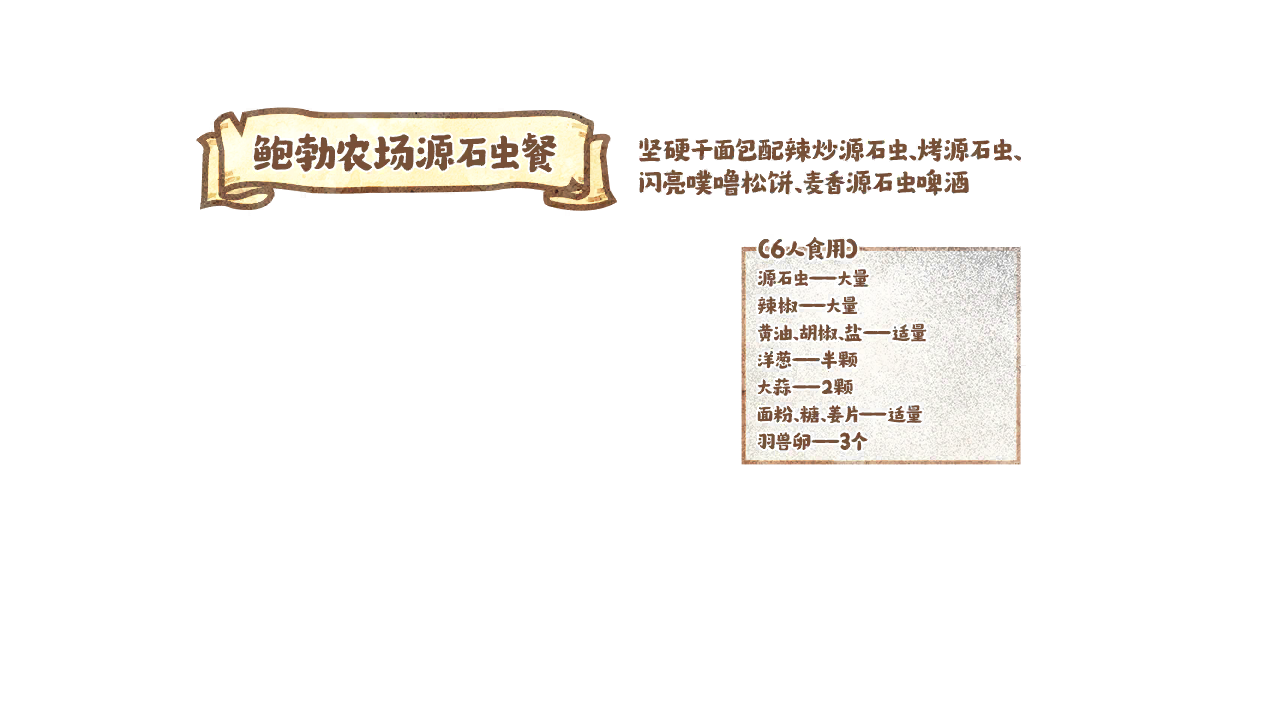 鲍勃农场源石虫餐
坚硬干面包配辣炒源石虫、烤源石虫、
闪亮噗噜松饼、麦香源石虫啤酒
(6人食用)
源石虫——大量
辣椒——大量
黄油、胡椒、盐——适量
洋葱——半颗
大蒜——2颗
面粉、糖、姜片——适量
羽兽卵——3个